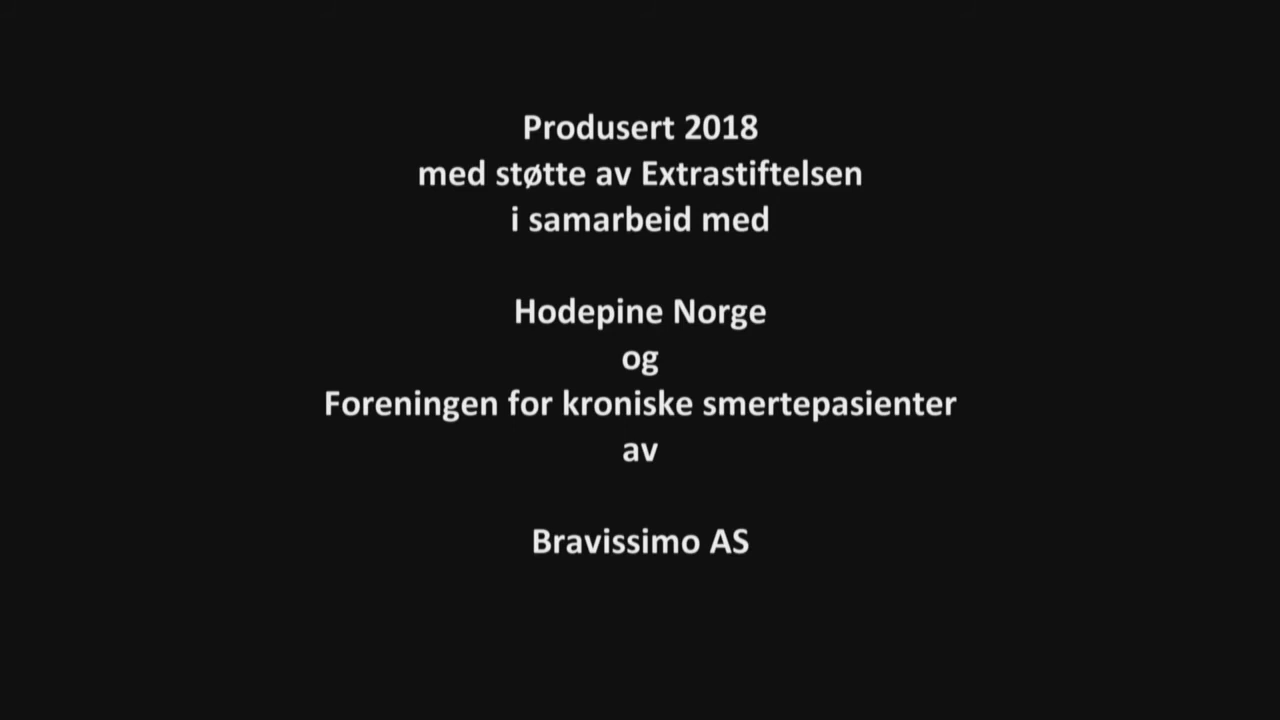 Produsert 2018
med støtte av Extrastiftelsen
i samarbeid med
Hodepine Norge
og
Foreningen for kroniske smertepasienter
av
Bravissimo AS